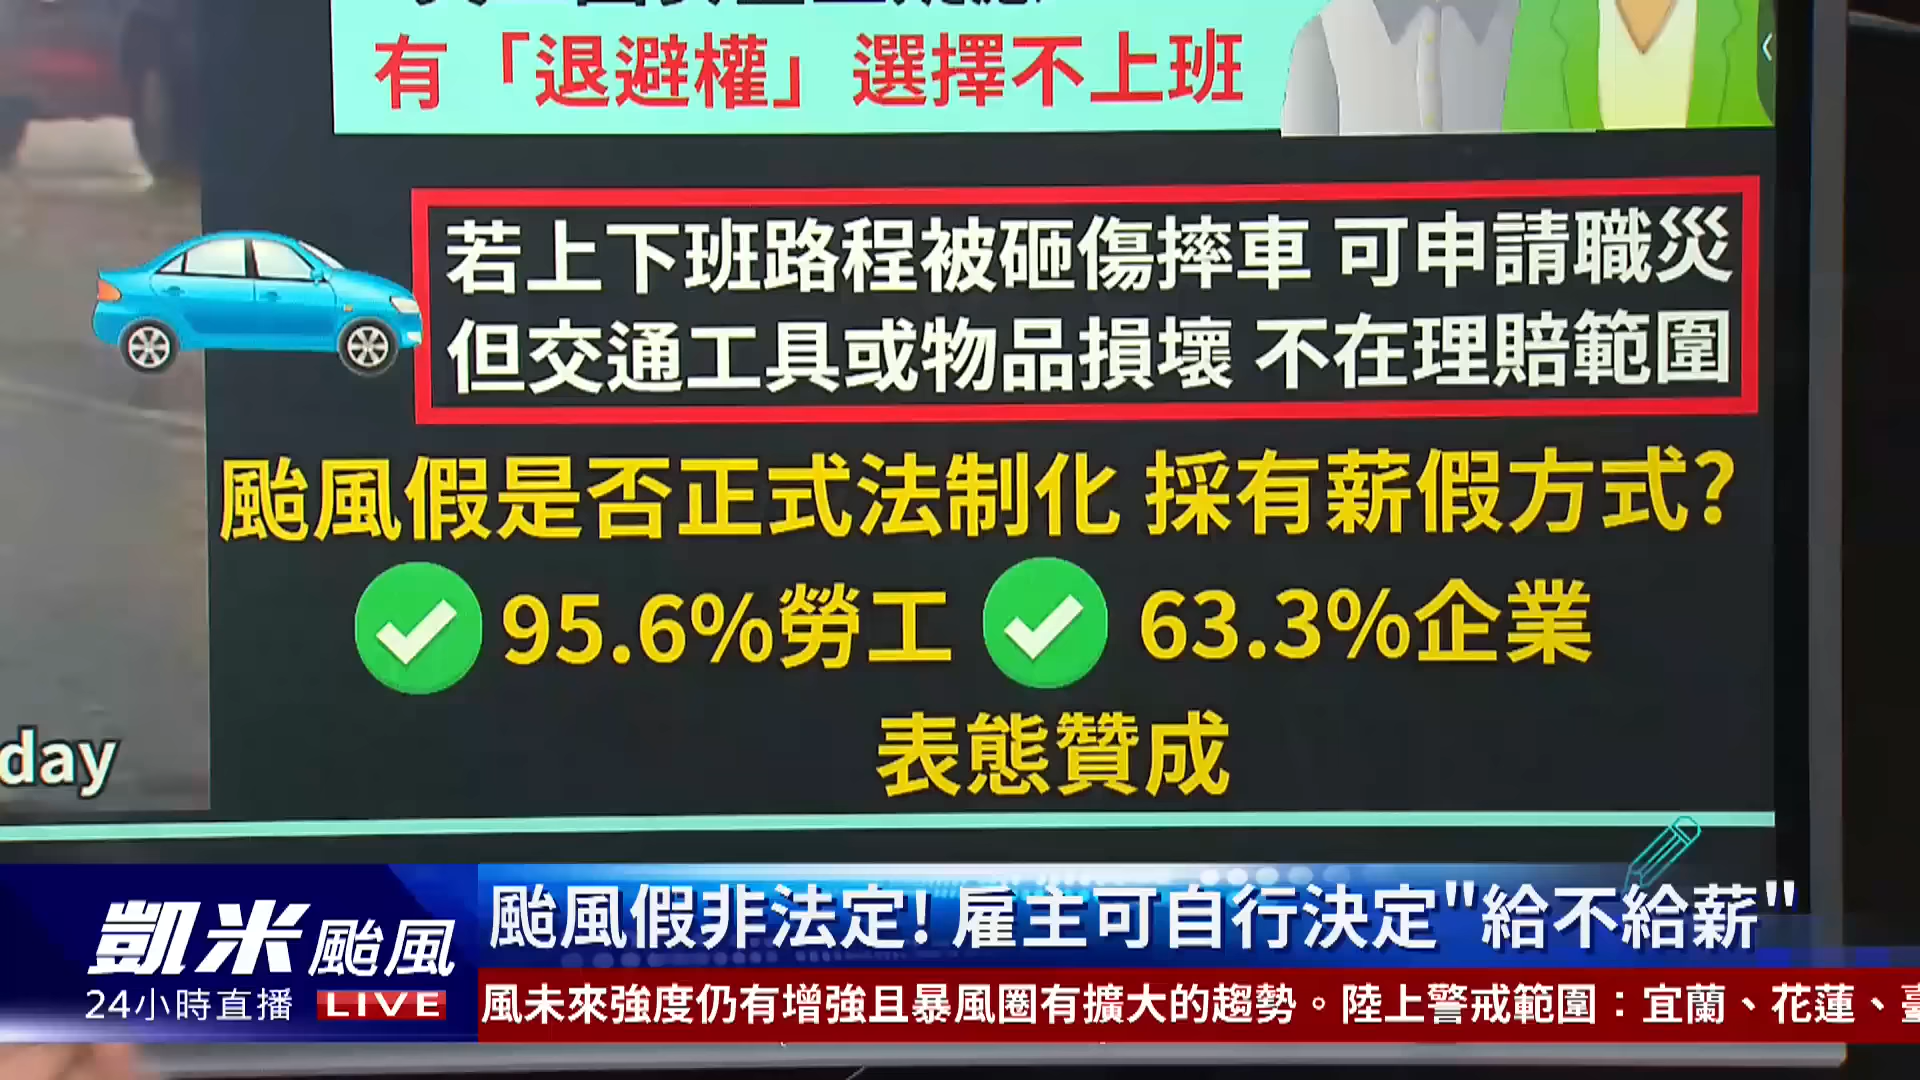 有「退避權」選擇不上班
若上下班路程被砸傷摔車 可申請職災
但交通工具或物品損壞 不在理賠範圍
颱風假是否正式法制化 採有薪假方式?
95.6%勞工 63.3%企業
表態贊成
day
凱米颱風
24小時直播 LIVE
颱風假非法定! 雇主可自行決定"給不給薪"
風未來強度仍有增強且暴風圈有擴大的趨勢。陸上警戒範圍：宜蘭、花蓮、